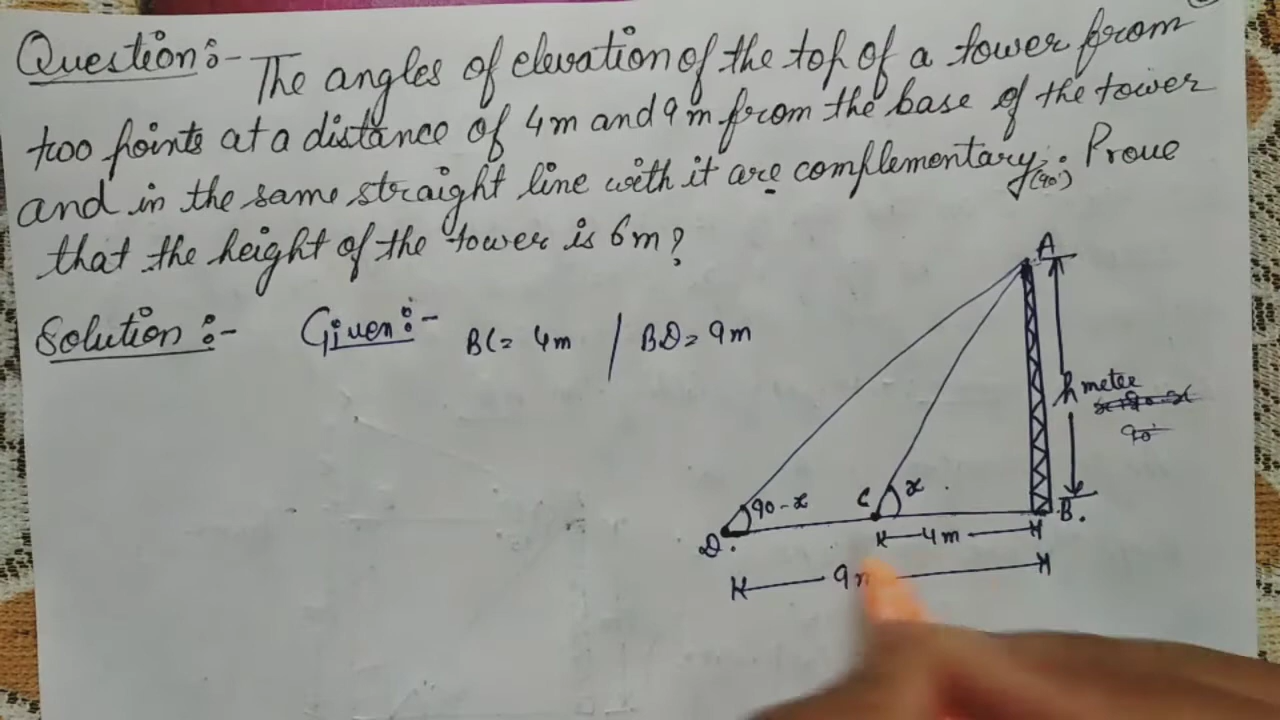 Question:- The angles of elevation of the top of a tower from
two points at a distance of 4m and 9m from the base of the tower
and in the same straight line with it are complementary. Prove
(90°)
that the height of the tower is 6m?
Solution:- Given:- BC= 4m / BD= 9m
A
h meter
90°
90-x
C
x
B.
D.
4m
9m